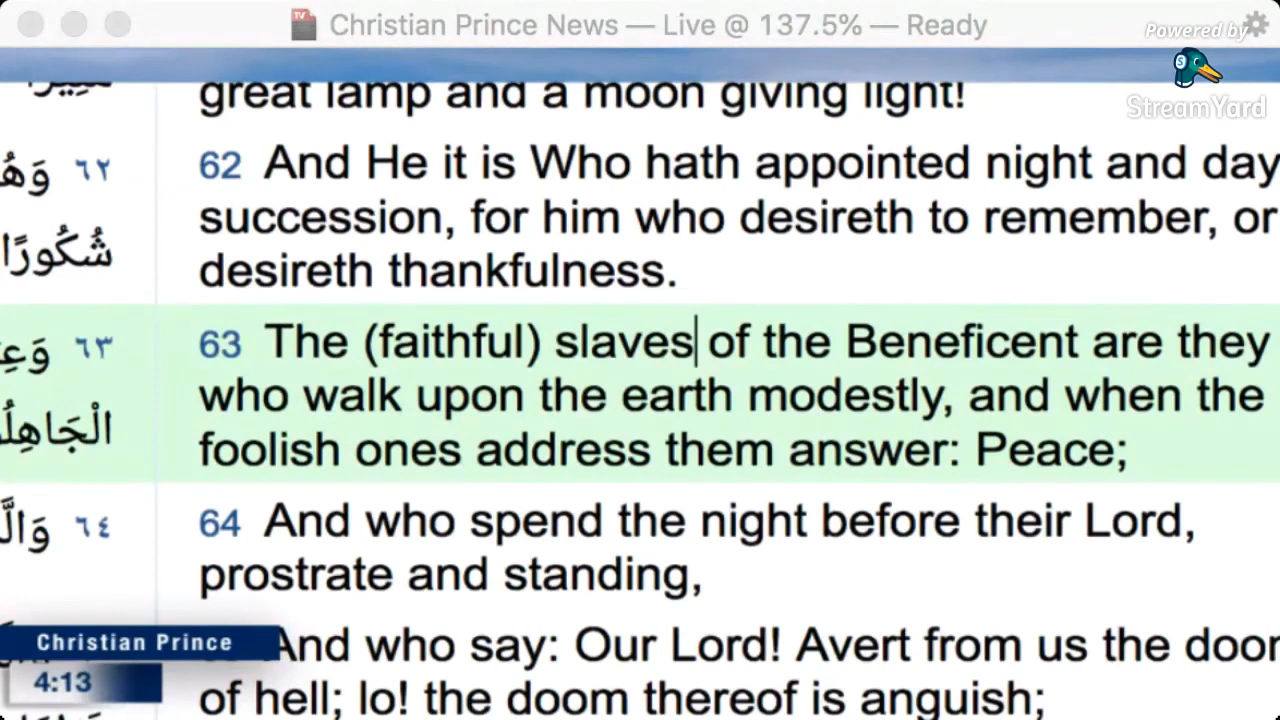 Christian Prince News — Live @ 137.5% — Ready
Powered by
StreamYard
great lamp and a moon giving light!
٦٢
62 And He it is Who hath appointed night and day
succession, for him who desireth to remember, or
شُكُورًا
desireth thankfulness.
٦٣
63 The (faithful) slaves of the Beneficent are they
who walk upon the earth modestly, and when the
foolish ones address them answer: Peace;
٦٤
64 And who spend the night before their Lord,
prostrate and standing,
And who say: Our Lord! Avert from us the
of hell; lo! the doom thereof is anguish;
Christian Prince
4:13